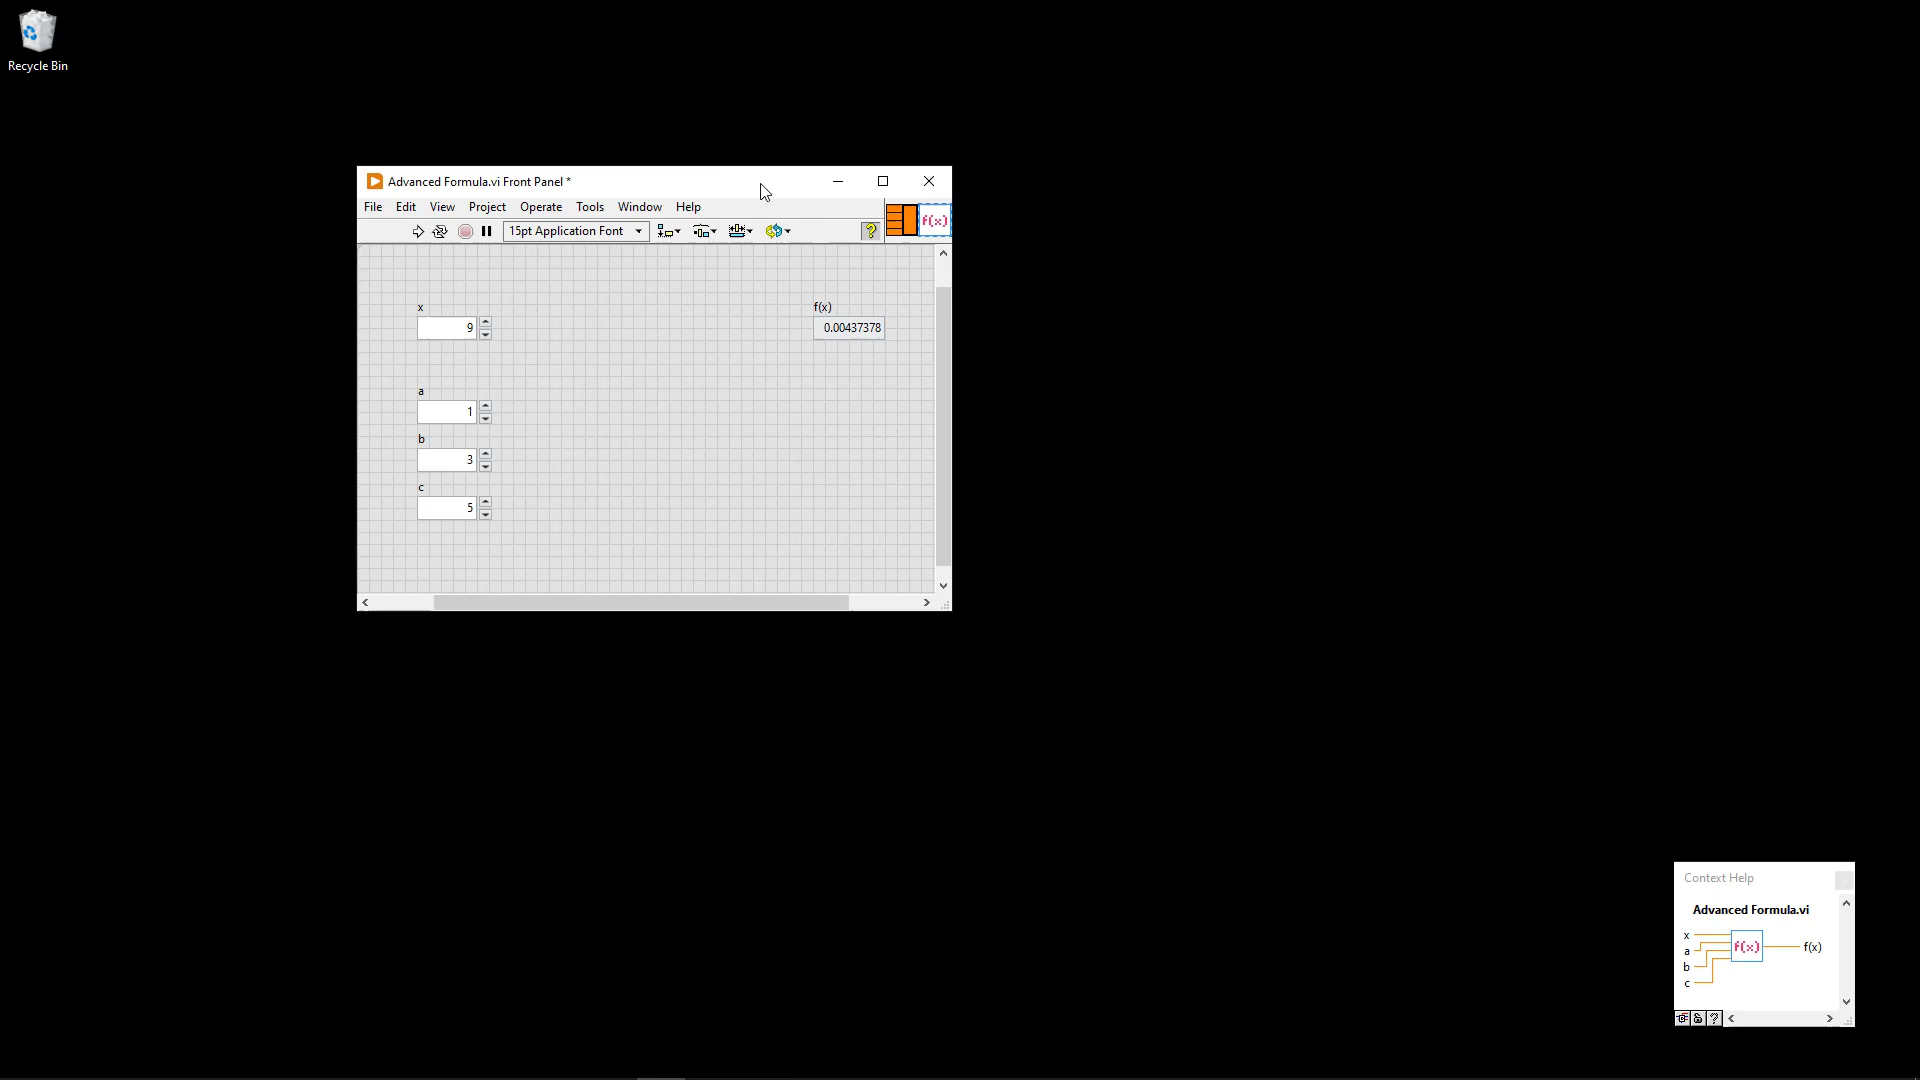 Recycle Bin
Advanced Formula.vi Front Panel *
File Edit View Project Operate Tools Window Help
15pt Application Font
?
f(x)
x
9
f(x)
0.00437378
a
1
b
3
c
5
Context Help
Advanced Formula.vi
x
a
b
c
f(x)
f(x)
?